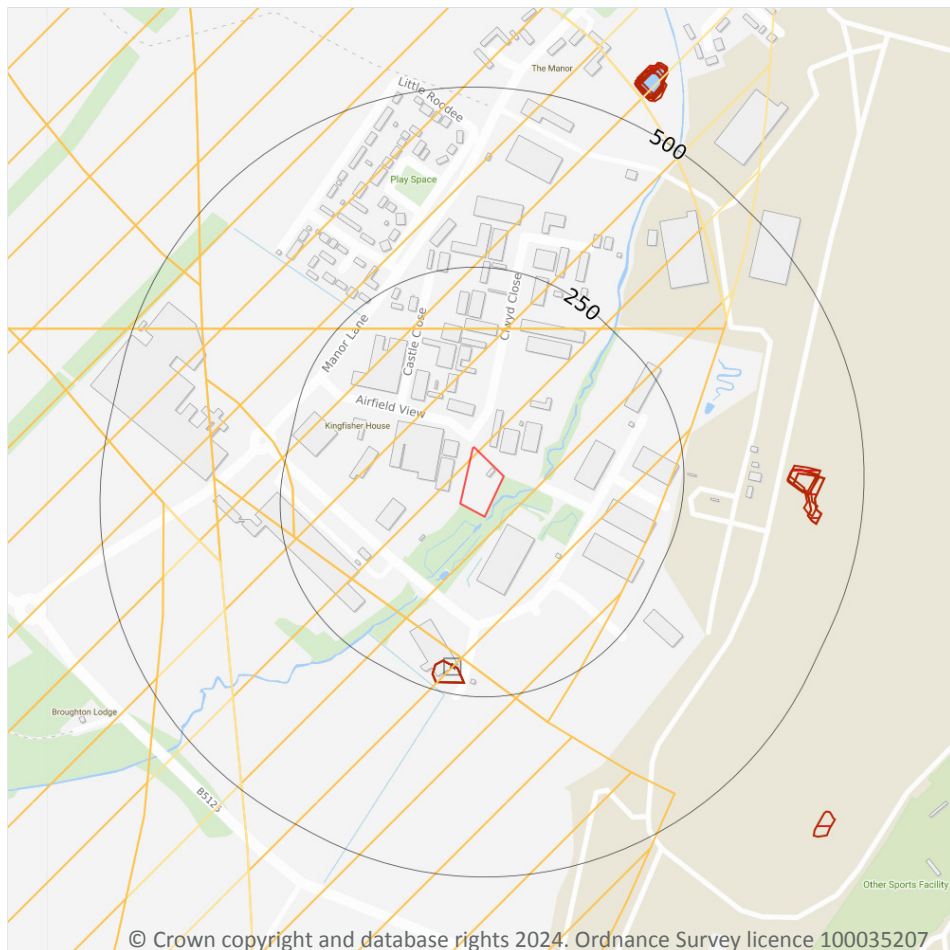 The Manor
Little Roodee
500
Play Space
250
Clwyd Close
Manor Lane
Castle Close
Airfield View
Kingfisher House
Broughton Lodge
B5125
Other Sports Facility
© Crown copyright and database rights 2024. Ordnance Survey licence 100035207